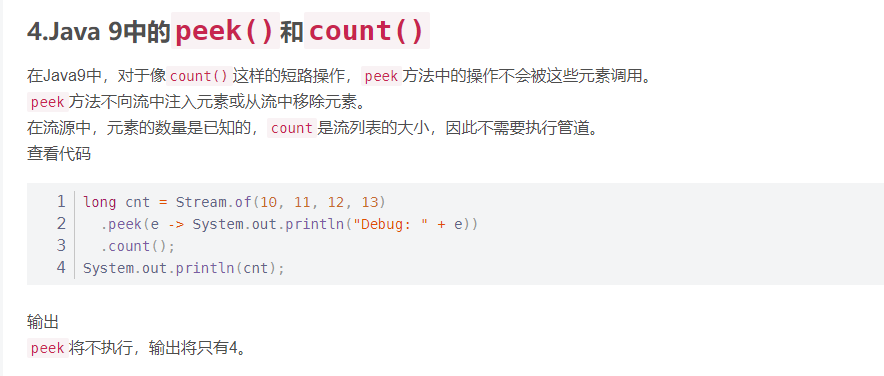 4.Java 9中的peek()和count()
在Java9中，对于像count()这样的短路操作，peek方法中的操作不会被这些元素调用。
peek方法不向流中注入元素或从流中移除元素。
在流源中，元素的数量是已知的，count是流列表的大小，因此不需要执行管道。
查看代码
1 long cnt = Stream.of(10, 11, 12, 13)
2   .peek(e -> System.out.println("Debug: " + e))
3   .count();
4 System.out.println(cnt);
输出
peek将不执行，输出将只有4。